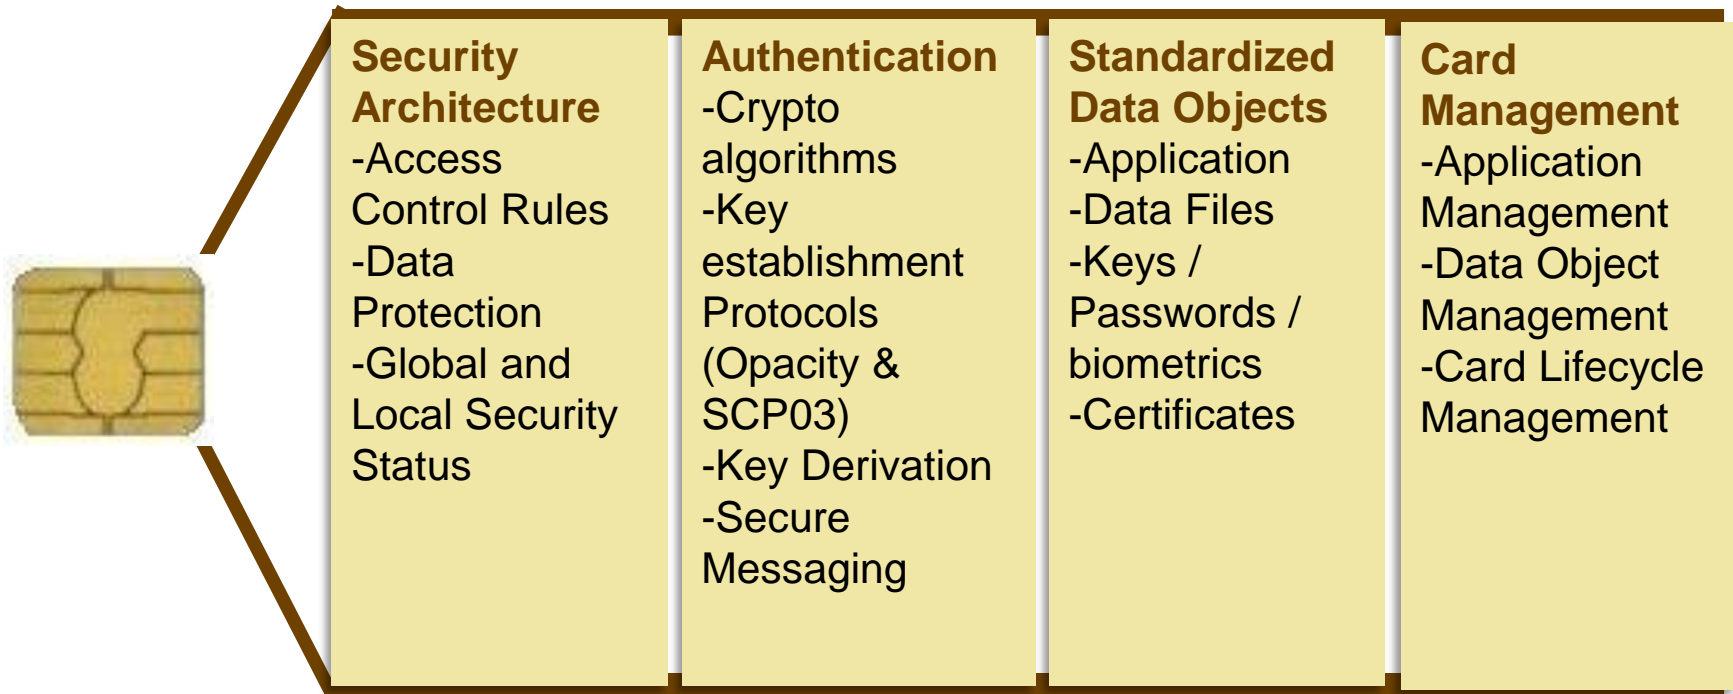 Security
Architecture
-Access
Control Rules
-Data
Protection
-Global and
Local Security
Status
Authentication
-Crypto
algorithms
-Key
establishment
Protocols
(Opacity &
SCP03)
-Key Derivation
-Secure
Messaging
Standardized
Data Objects
-Application
-Data Files
-Keys /
Passwords /
biometrics
-Certificates
Card
Management
-Application
Management
-Data Object
Management
-Card Lifecycle
Management